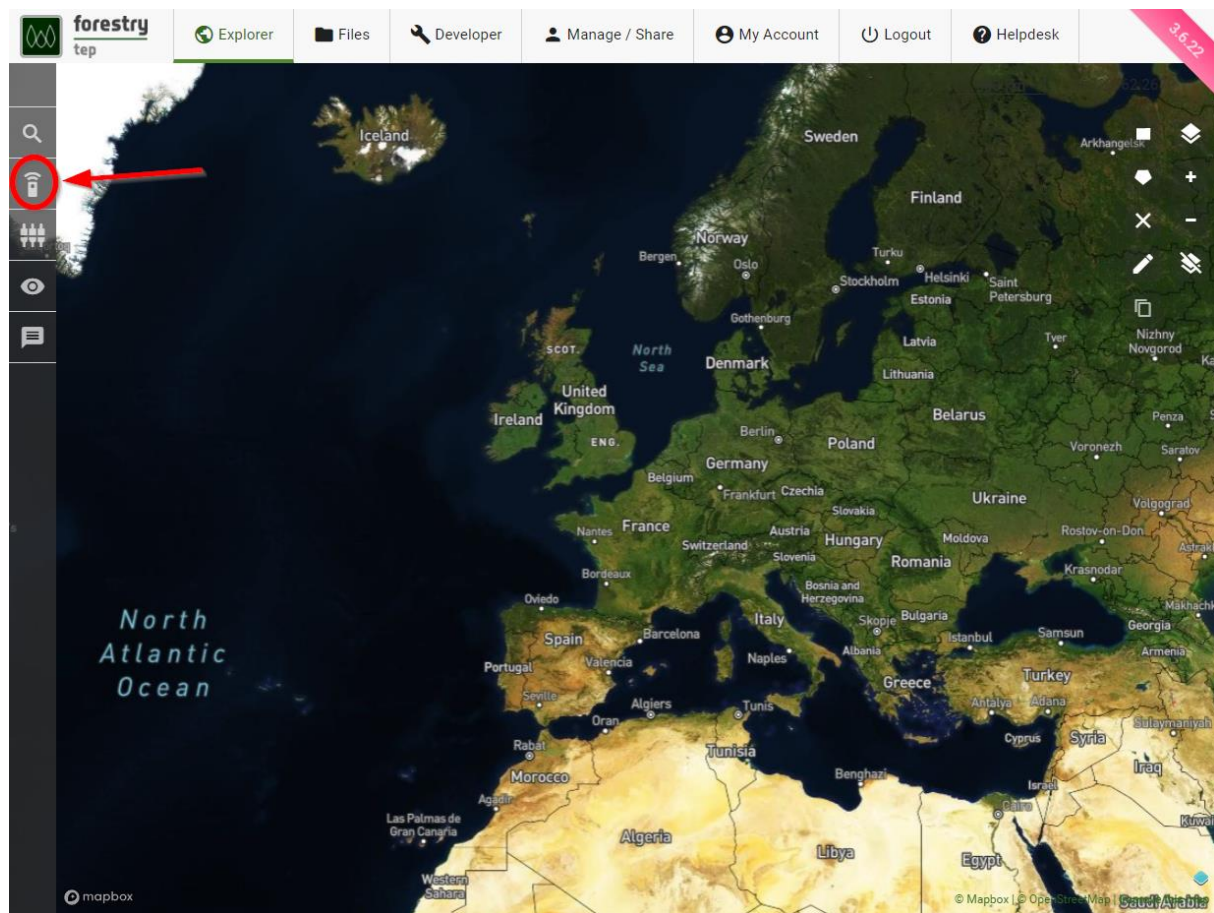 forestry
tep
Explorer
Files
Developer
Manage / Share
My Account
Logout
Helpdesk
3.6.22
Iceland
Sweden
Arkhangelsk
Finland
Norway
Bergen
Oslo
Turku
Helsinki
Stockholm
Saint
Petersburg
Estonia
Gothenburg
SCOT.
North
Sea
Denmark
Latvia
Tver
Nizhny
Novgorod
Lithuania
United
Kingdom
Ireland
ENG.
Belarus
Penza
Berlin
Poland
Voronezh
Saratov
Germany
Belgium
Frankfurt
Czechia
Ukraine
Slovakia
Volgograd
Nantes
France
Austria
Hungary
Moldova
Rostov-on-Don
Switzerland
Slovenia
Romania
Krasnodar
Bordeaux
Bosnia and
Herzegovina
Oviedo
Italy
Skopje
Bulgaria
Georgia
North
Atlantic
Ocean
Spain
Barcelona
Istanbul
Samsun
Naples
Albania
Armenia
Portugal
Valencia
Greece
Turkey
Seville
Antalya
Adana
Algiers
Tunis
Oran
Sulaymaniyah
Rabat
Tunisia
Cyprus
Syria
Morocco
Benghazi
Iraq
Israel
Agadir
Cairo
Las Palmas de
Gran Canaria
Algeria
Libya
Egypt
Western
Sahara
mapbox
© Mapbox | © OpenStreetMap |
Saudi Arabia